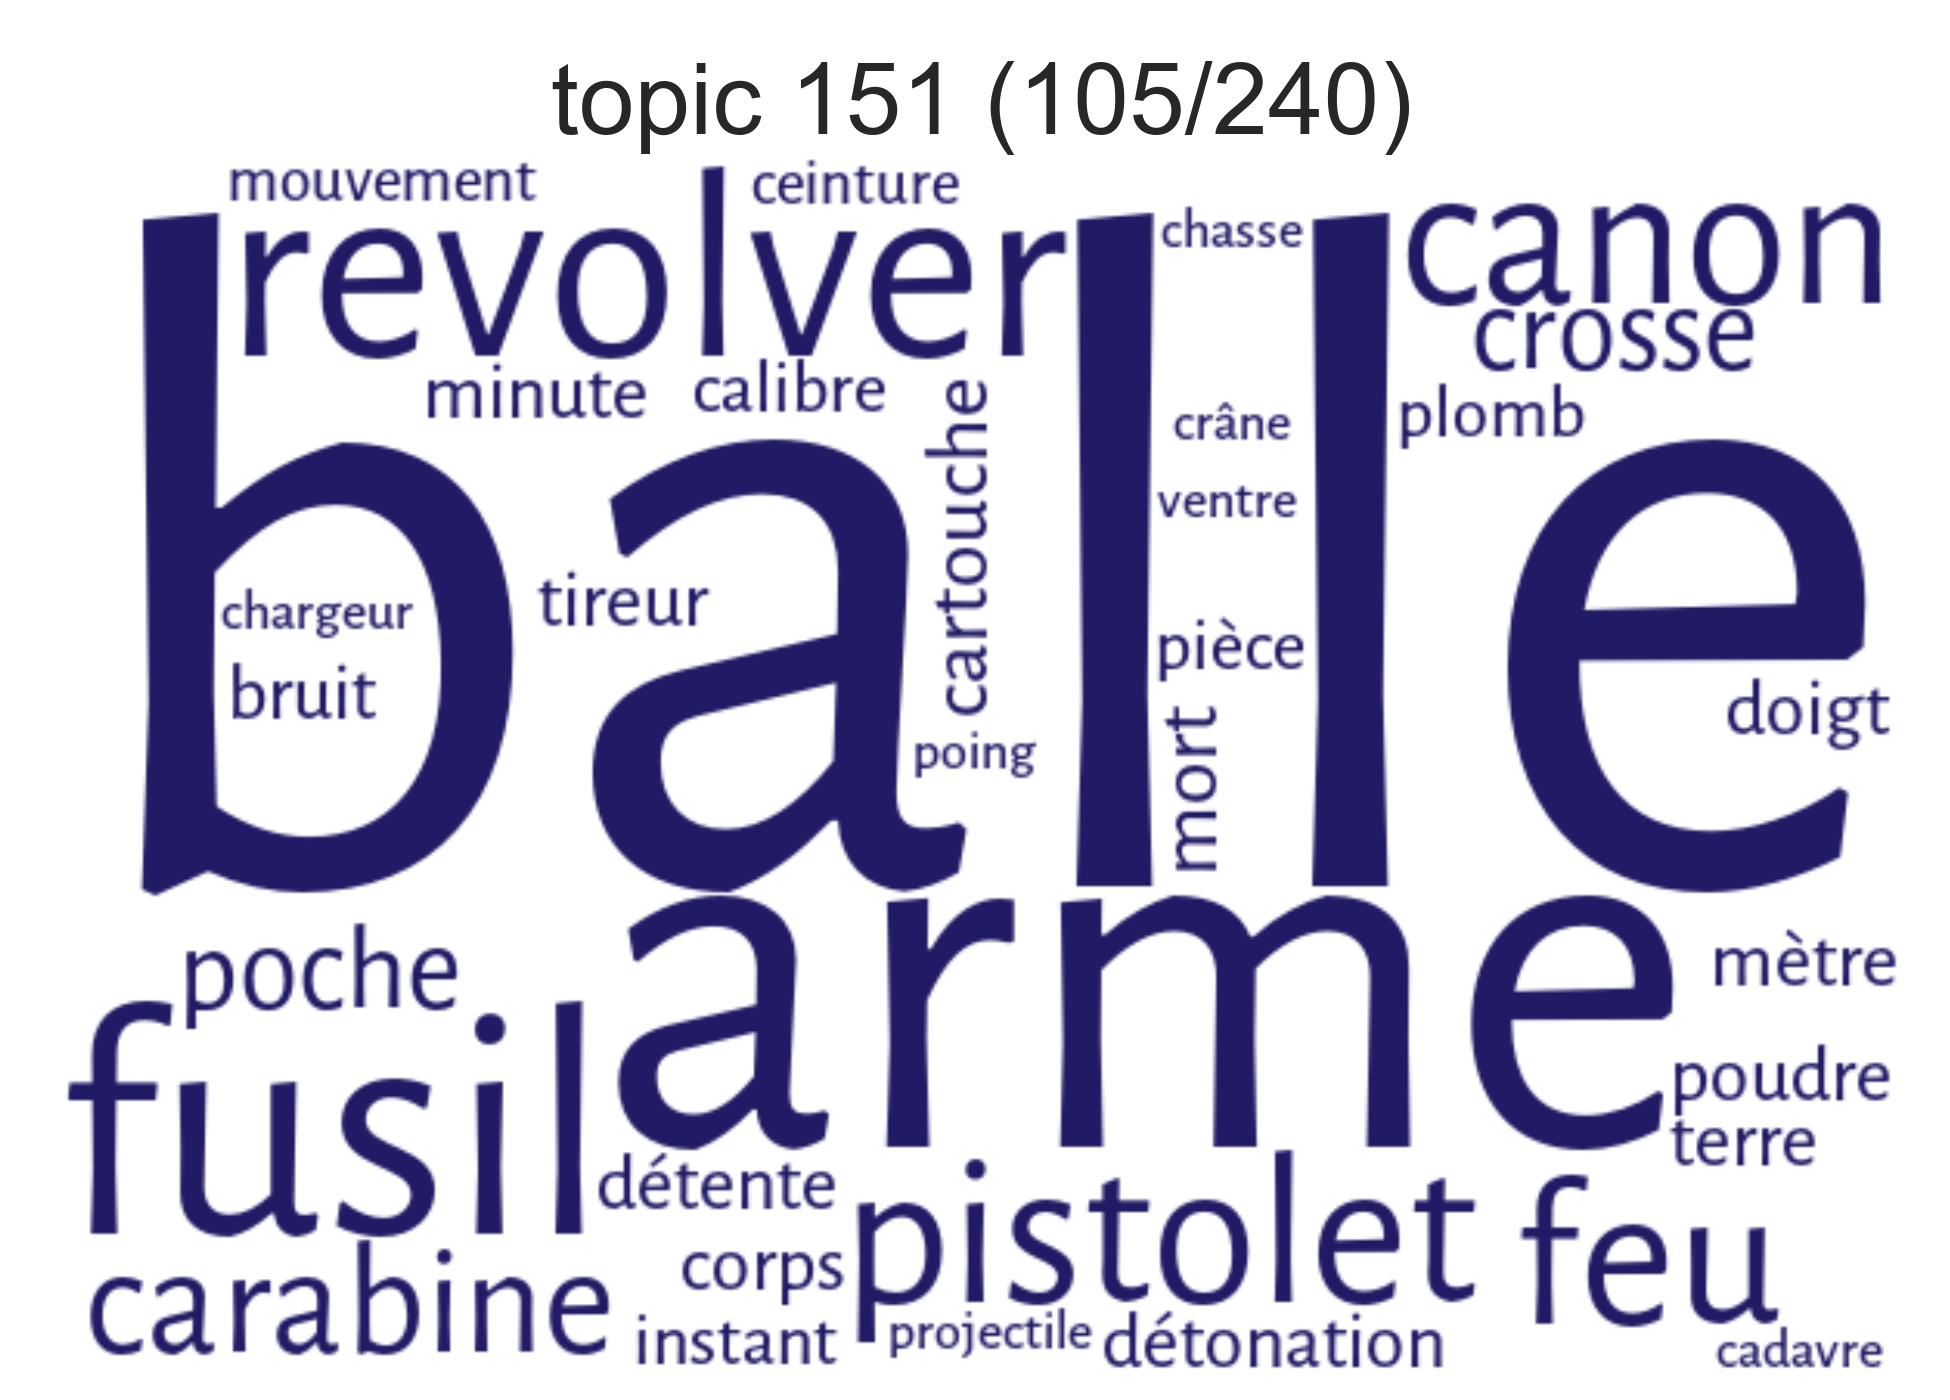 topic 151 (105/240)
mouvement
ceinture
revolver
chasse
canon
crosse
minute
calibre
cartouche
crâne
plomb
ventre
balle
chargeur
tireur
bruit
pièce
doigt
poing
mort
poche
arme
mètre
fusil
poudre
terre
détente
pistolet
feu
carabine
corps
instant
projectile
détonation
cadavre